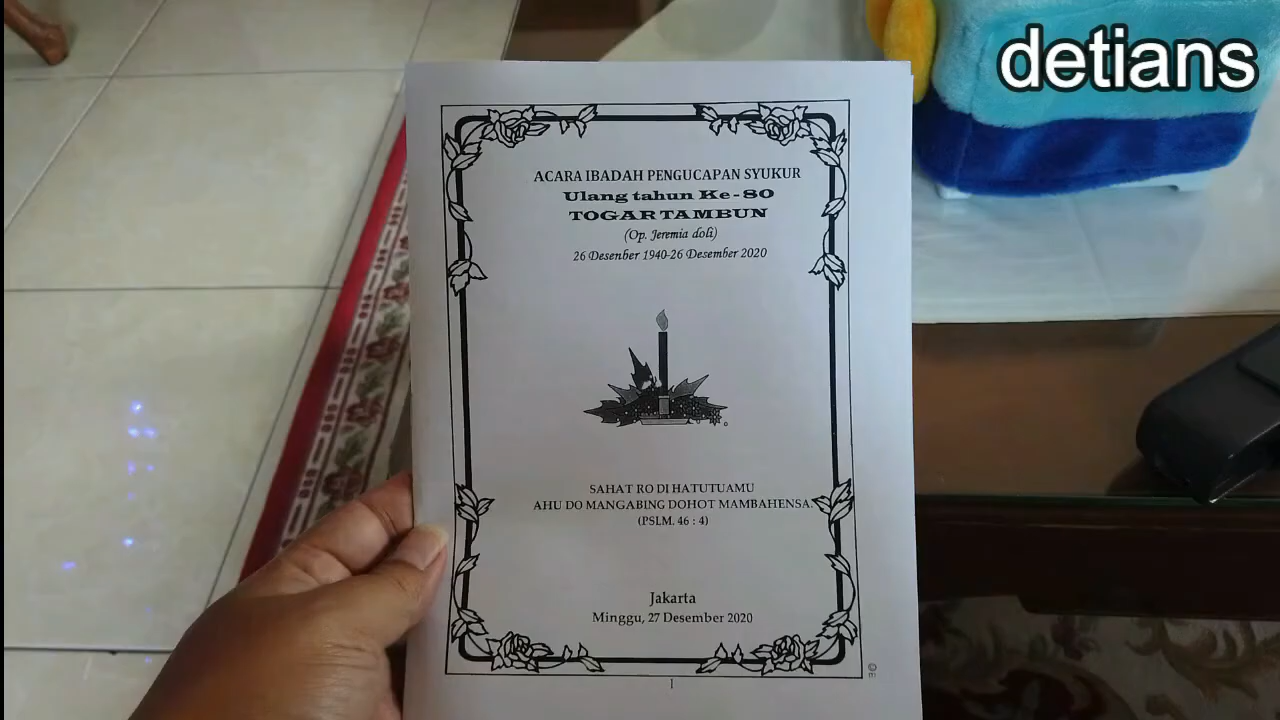 detians
ACARA IBADAH PENGUCAPAN SYUKUR
Ulang tahun Ke-80
TOGAR TAMBUN
(Op. Jeremia doli)
26 Desenber 1940-26 Desember 2020
SAHAT RO DI HATUTUAMU
AHU DO MANGABING DOHOT MAMBAHENSA.
(PSLM. 46 : 4)
Jakarta
Minggu, 27 Desember 2020
1